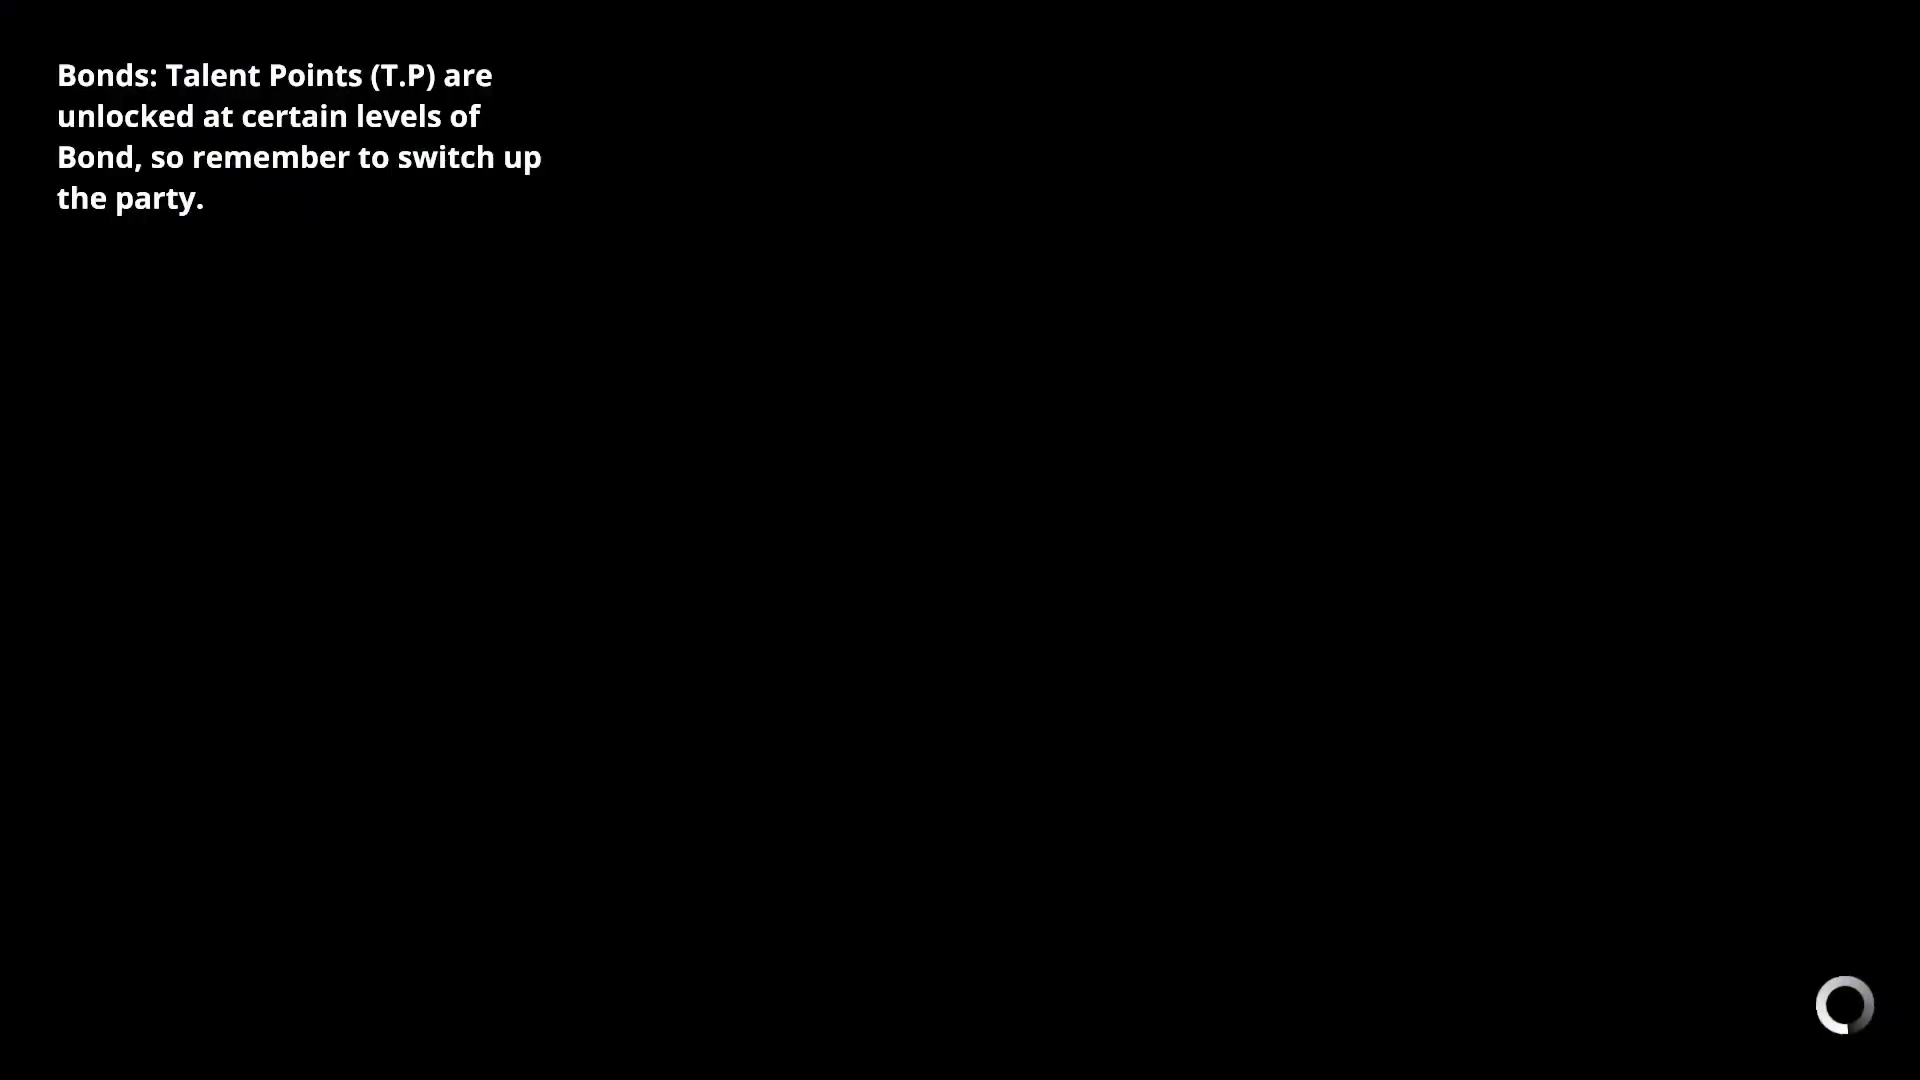 Bonds: Talent Points (T.P) are
unlocked at certain levels of
Bond, so remember to switch up
the party.